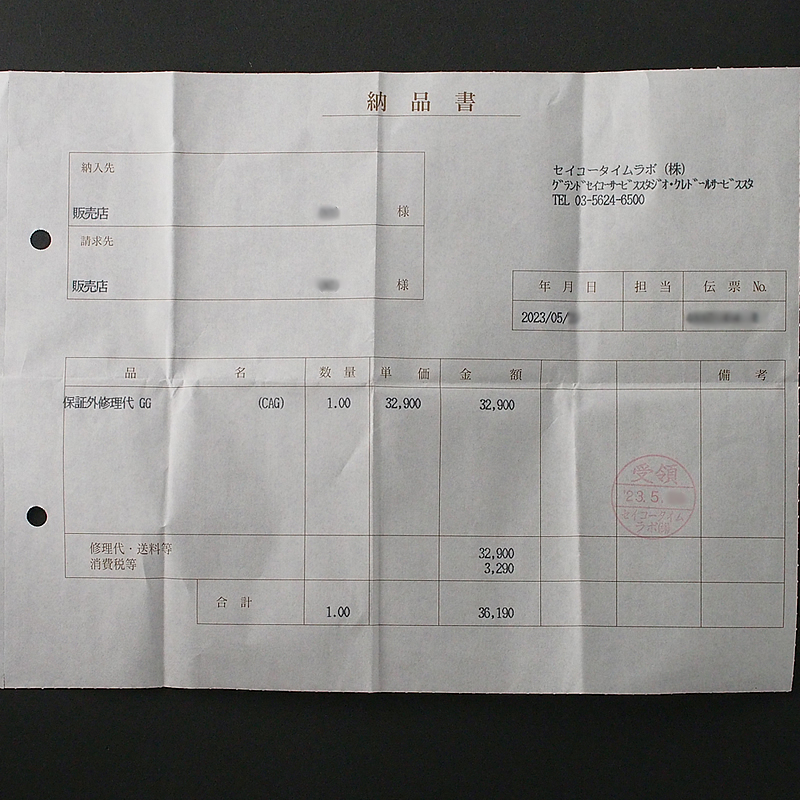 納品書
納入先
販売店 様
請求先
販売店 様
セイコータイムラボ (株)
グランドセイコーサービススタジオ・クレドールサービススタ
TEL 03-5624-6500
年月日 担当 伝票 No.
2023/05/
品名 数量 単価 金額 備考
保証外修理代 GG (CAG) 1.00 32,900 32,900
受領
'23.5.
セイコータイム
ラボ
修理代・送料等 32,900
消費税等 3,290
合計 1.00 36,190